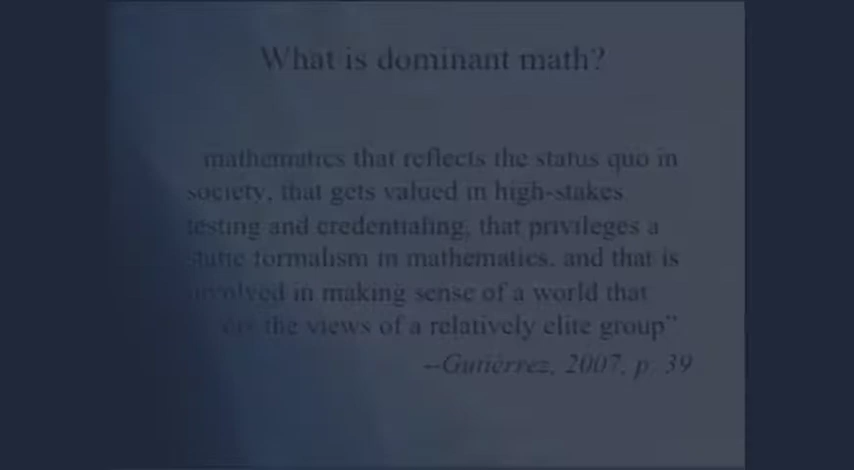 What is dominant math?
mathematics that reflects the status quo in
society, that gets valued in high-stakes
testing and credentialing, that privileges a
static formalism in mathematics, and that is
involved in making sense of a world that
the views of a relatively elite group”
--Gutiérrez, 2007, p. 39